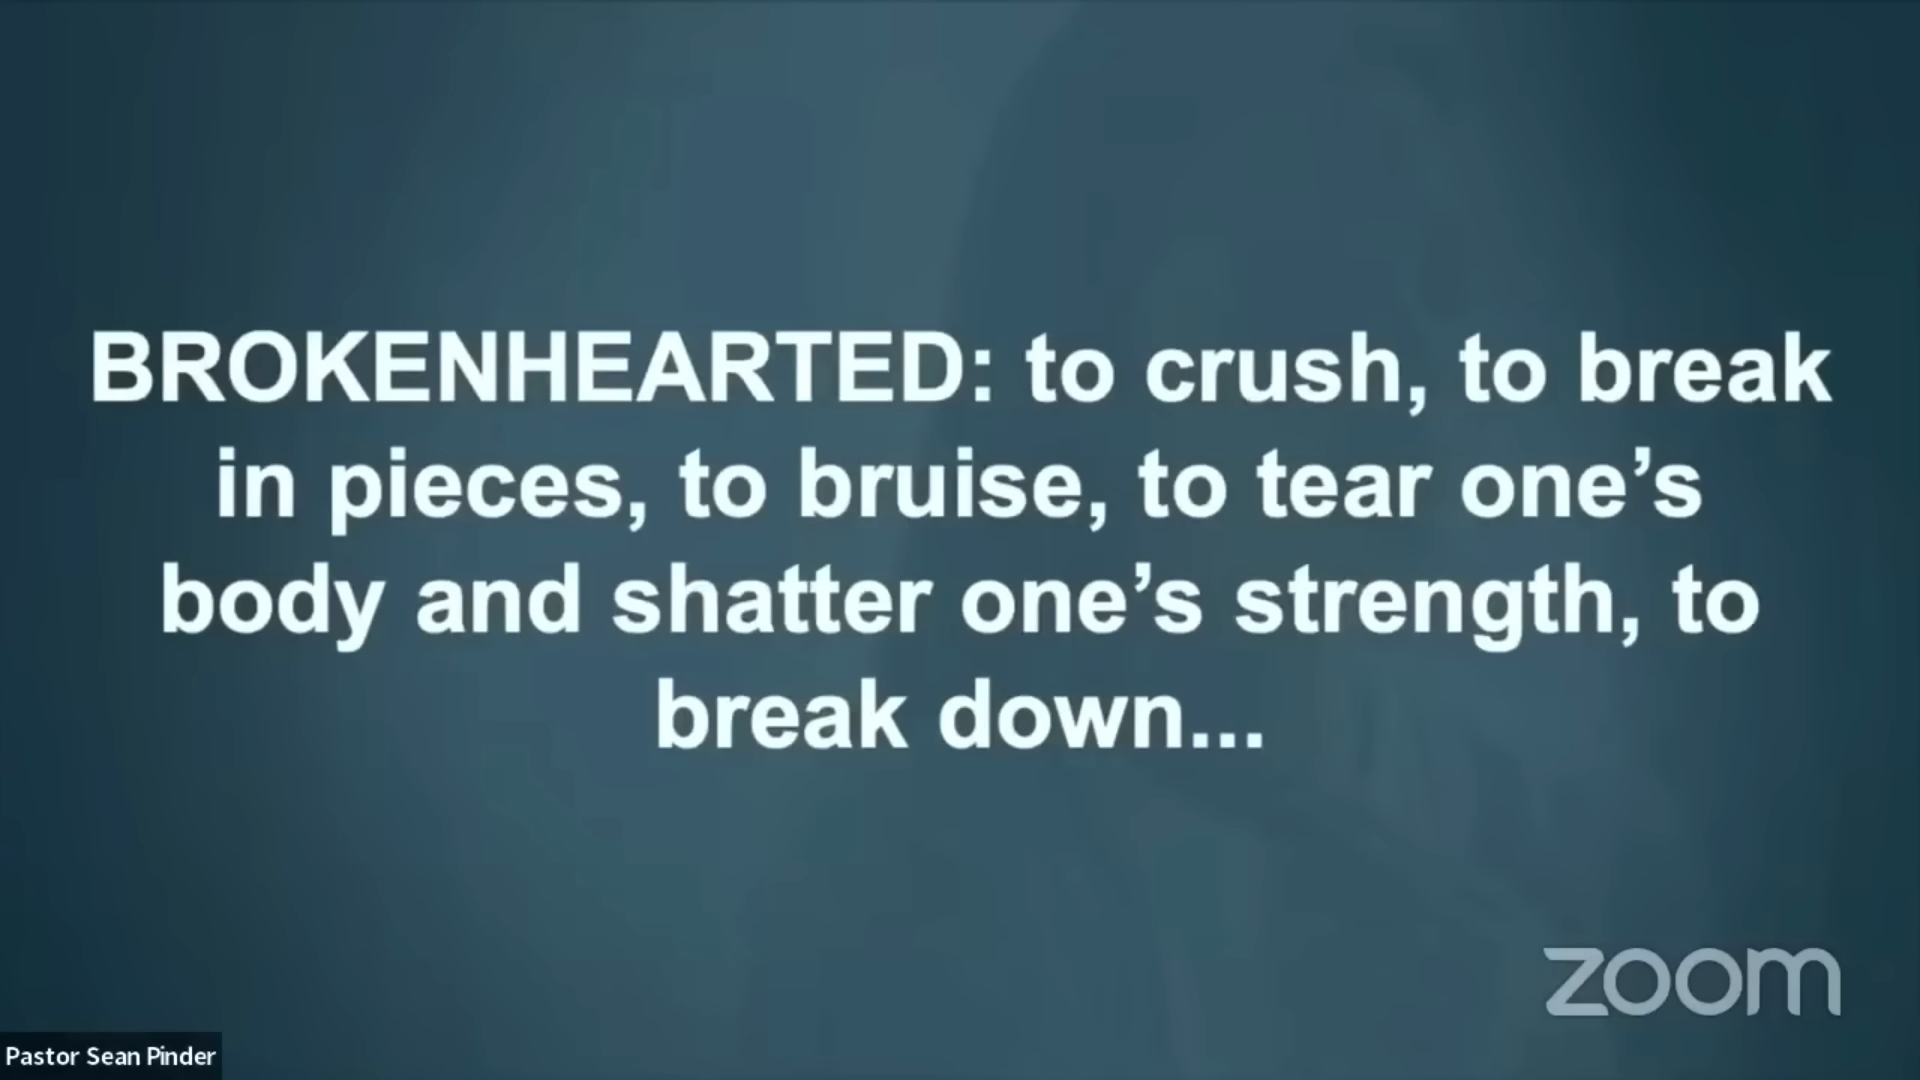 BROKENHEARTED: to crush, to break
in pieces, to bruise, to tear one’s
body and shatter one’s strength, to
break down...
zoom
Pastor Sean Pinder